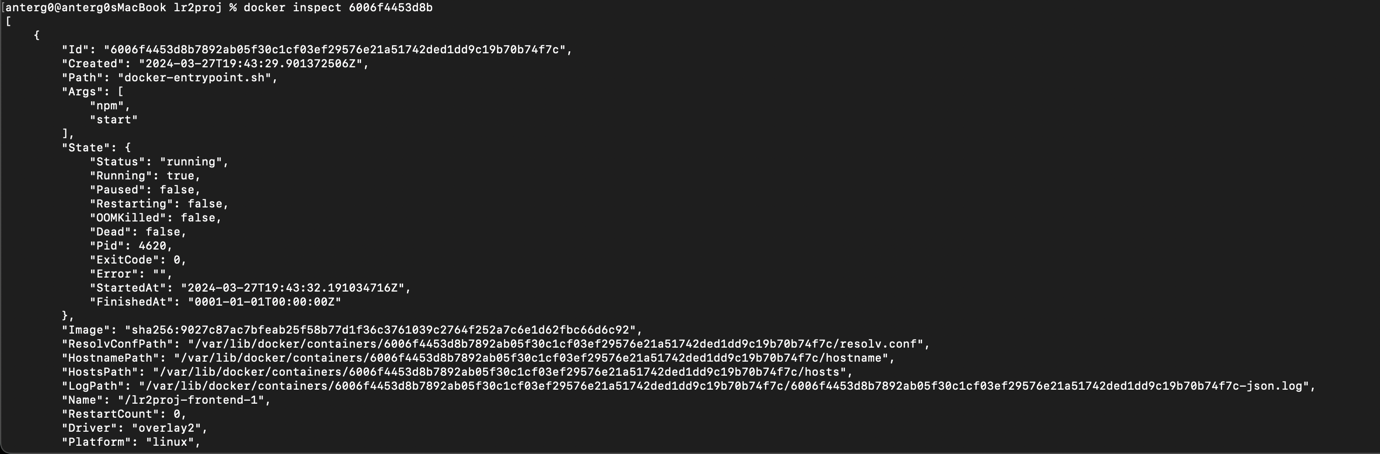 [anterg0@anterg0sMacBook lr2proj % docker inspect 6006f4453d8b
[
    {
        "Id": "6006f4453d8b7892ab05f30c1cf03ef29576e21a51742ded1dd9c19b70b74f7c",
        "Created": "2024-03-27T19:43:29.901372506Z",
        "Path": "docker-entrypoint.sh",
        "Args": [
            "npm",
            "start"
        ],
        "State": {
            "Status": "running",
            "Running": true,
            "Paused": false,
            "Restarting": false,
            "OOMKilled": false,
            "Dead": false,
            "Pid": 4620,
            "ExitCode": 0,
            "Error": "",
            "StartedAt": "2024-03-27T19:43:32.191034716Z",
            "FinishedAt": "0001-01-01T00:00:00Z"
        },
        "Image": "sha256:9027c87ac7bfeab25f58b77d1f36c3761039c2764f252a7c6e1d62fbc66d6c92",
        "ResolvConfPath": "/var/lib/docker/containers/6006f4453d8b7892ab05f30c1cf03ef29576e21a51742ded1dd9c19b70b74f7c/resolv.conf",
        "HostnamePath": "/var/lib/docker/containers/6006f4453d8b7892ab05f30c1cf03ef29576e21a51742ded1dd9c19b70b74f7c/hostname",
        "HostsPath": "/var/lib/docker/containers/6006f4453d8b7892ab05f30c1cf03ef29576e21a51742ded1dd9c19b70b74f7c/hosts",
        "LogPath": "/var/lib/docker/containers/6006f4453d8b7892ab05f30c1cf03ef29576e21a51742ded1dd9c19b70b74f7c/6006f4453d8b7892ab05f30c1cf03ef29576e21a51742ded1dd9c19b70b74f7c-json.log",
        "Name": "/lr2proj-frontend-1",
        "RestartCount": 0,
        "Driver": "overlay2",
        "Platform": "linux",